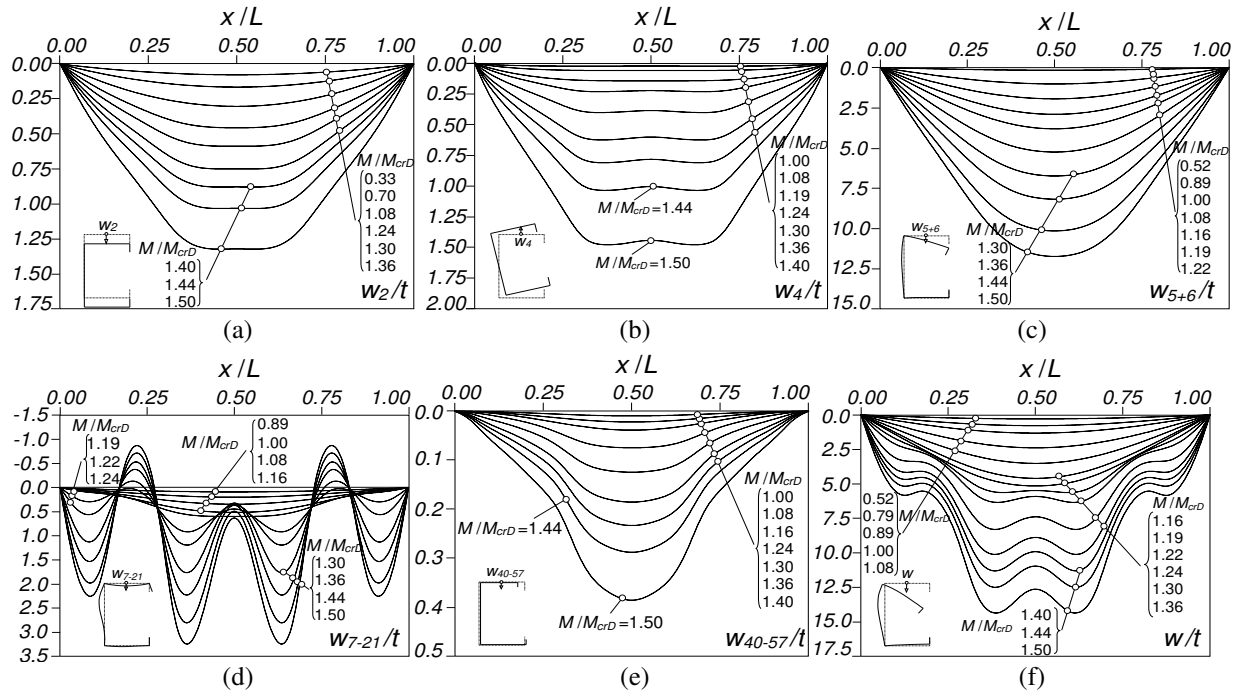 x/L
0.00 0.25 0.50 0.75 1.00
0.00
0.25
0.50
0.75
1.00
1.25
1.50
1.75
M/McrD
0.33
0.70
1.08
1.24
1.30
1.36
w2
M/McrD
1.40
1.44
1.50
w2/t
(a)
x/L
0.00 0.25 0.50 0.75 1.00
0.00
0.25
0.50
0.75
1.00
1.25
1.50
1.75
2.00
M/McrD
1.00
1.08
1.19
1.24
1.30
1.36
1.40
M/McrD=1.44
w4
M/McrD=1.50
w4/t
(b)
x/L
0.00 0.25 0.50 0.75 1.00
0.0
2.5
5.0
7.5
10.0
12.5
15.0
M/McrD
0.52
0.89
1.00
1.08
1.16
1.19
1.22
w5+6
M/McrD
1.30
1.36
1.44
1.50
w5+6/t
(c)
x/L
0.00 0.25 0.50 0.75 1.00
-1.5
-1.0
-0.5
0.0
0.5
1.0
1.5
2.0
2.5
3.0
3.5
M/McrD
1.19
1.22
1.24
M/McrD
0.89
1.00
1.08
1.16
w7-21
M/McrD
1.30
1.36
1.44
1.50
w7-21/t
(d)
x/L
0.00 0.25 0.50 0.75 1.00
0.0
0.1
0.2
0.3
0.4
0.5
M/McrD
1.00
1.08
1.16
1.24
1.30
1.36
1.40
M/McrD=1.44
w40-57
M/McrD=1.50
w40-57/t
(e)
x/L
0.00 0.25 0.50 0.75 1.00
0.0
2.5
5.0
7.5
10.0
12.5
15.0
17.5
0.52
0.79
0.89
1.00
1.08
M/McrD
M/McrD
1.16
1.19
1.22
1.24
1.30
1.36
w
M/McrD
1.40
1.44
1.50
w/t
(f)